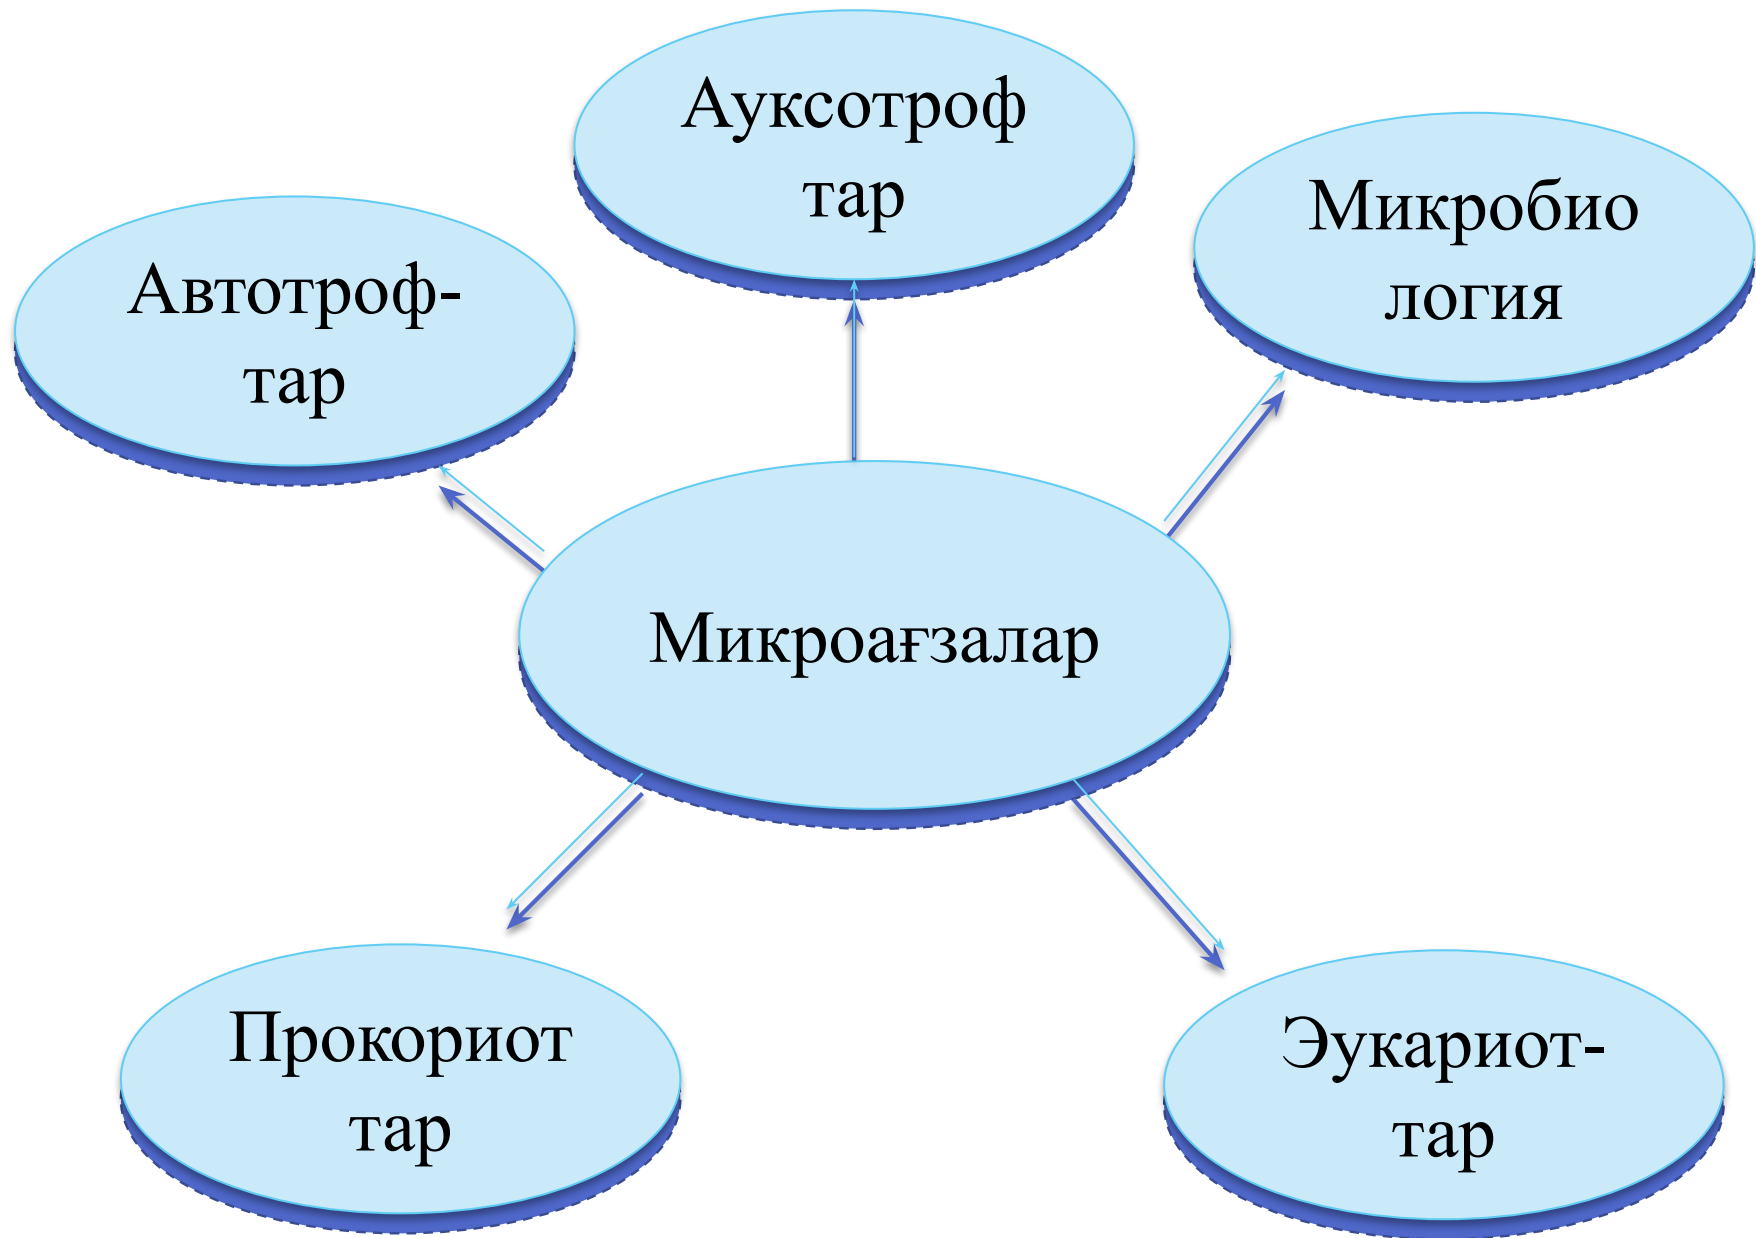 Ауксотроф
тар
Микробио
логия
Автотроф-
тар
Микроағзалар
Прокориот
тар
Эукариот-
тар